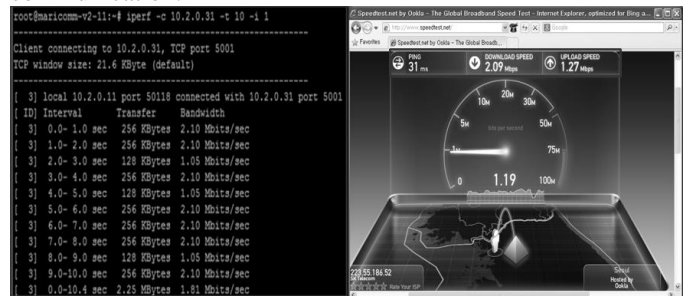 root@maricomm-v2-11:~# iperf -c 10.2.0.31 -t 10 -i 1
------------------------------------------------------------
Client connecting to 10.2.0.31, TCP port 5001
TCP window size: 21.6 KByte (default)
------------------------------------------------------------
[  3] local 10.2.0.11 port 50118 connected with 10.2.0.31 port 5001
[ ID] Interval       Transfer     Bandwidth
[  3]  0.0- 1.0 sec   256 KBytes  2.10 Mbits/sec
[  3]  1.0- 2.0 sec   256 KBytes  2.10 Mbits/sec
[  3]  2.0- 3.0 sec   128 KBytes  1.05 Mbits/sec
[  3]  3.0- 4.0 sec   256 KBytes  2.10 Mbits/sec
[  3]  4.0- 5.0 sec   128 KBytes  1.05 Mbits/sec
[  3]  5.0- 6.0 sec   256 KBytes  2.10 Mbits/sec
[  3]  6.0- 7.0 sec   256 KBytes  2.10 Mbits/sec
[  3]  7.0- 8.0 sec   256 KBytes  2.10 Mbits/sec
[  3]  8.0- 9.0 sec   128 KBytes  1.05 Mbits/sec
[  3]  9.0-10.0 sec   256 KBytes  2.10 Mbits/sec
[  3]  0.0-10.4 sec  2.25 MBytes  1.81 Mbits/sec
Speedtest.net by Ookla - The Global Broadband Speed Test - Internet Explorer, optimized for Bing a...
http://www.speedtest.net/
Google
Favorites
Speedtest.net by Ookla - The Global Broadb...
PING
31 ms
DOWNLOAD SPEED
2.09 Mbps
UPLOAD SPEED
1.27 Mbps
0
1M
5M
10M
20M
30M
50M
75M
100M
bits per second
1.19
223.55.186.52
SK Telecom
Rate Your ISP
Seoul
Hosted by
Ookla